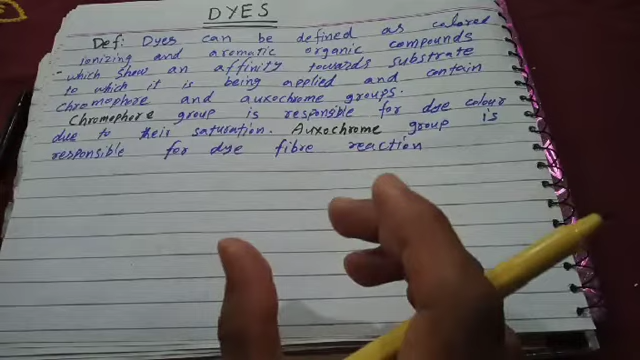 DYES
Def: Dyes can be defined as colored
ionizing and aromatic organic compounds
which show an affinity towards substrate
to which it is being applied and contain
chromophore and auxochrome groups.
Chromophore group is responsible for dye colour
due to their saturation. Auxochrome group is
responsible for dye fibre reaction